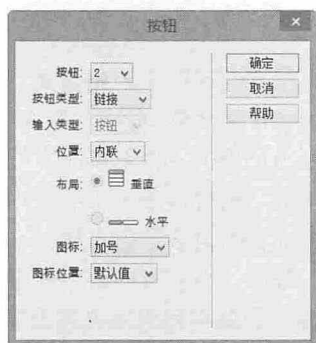 按钮
按钮: 2
确定
按钮类型: 链接
取消
输入类型: 按钮
帮助
位置: 内联
布局: 垂直
水平
图标: 加号
图标位置: 默认值